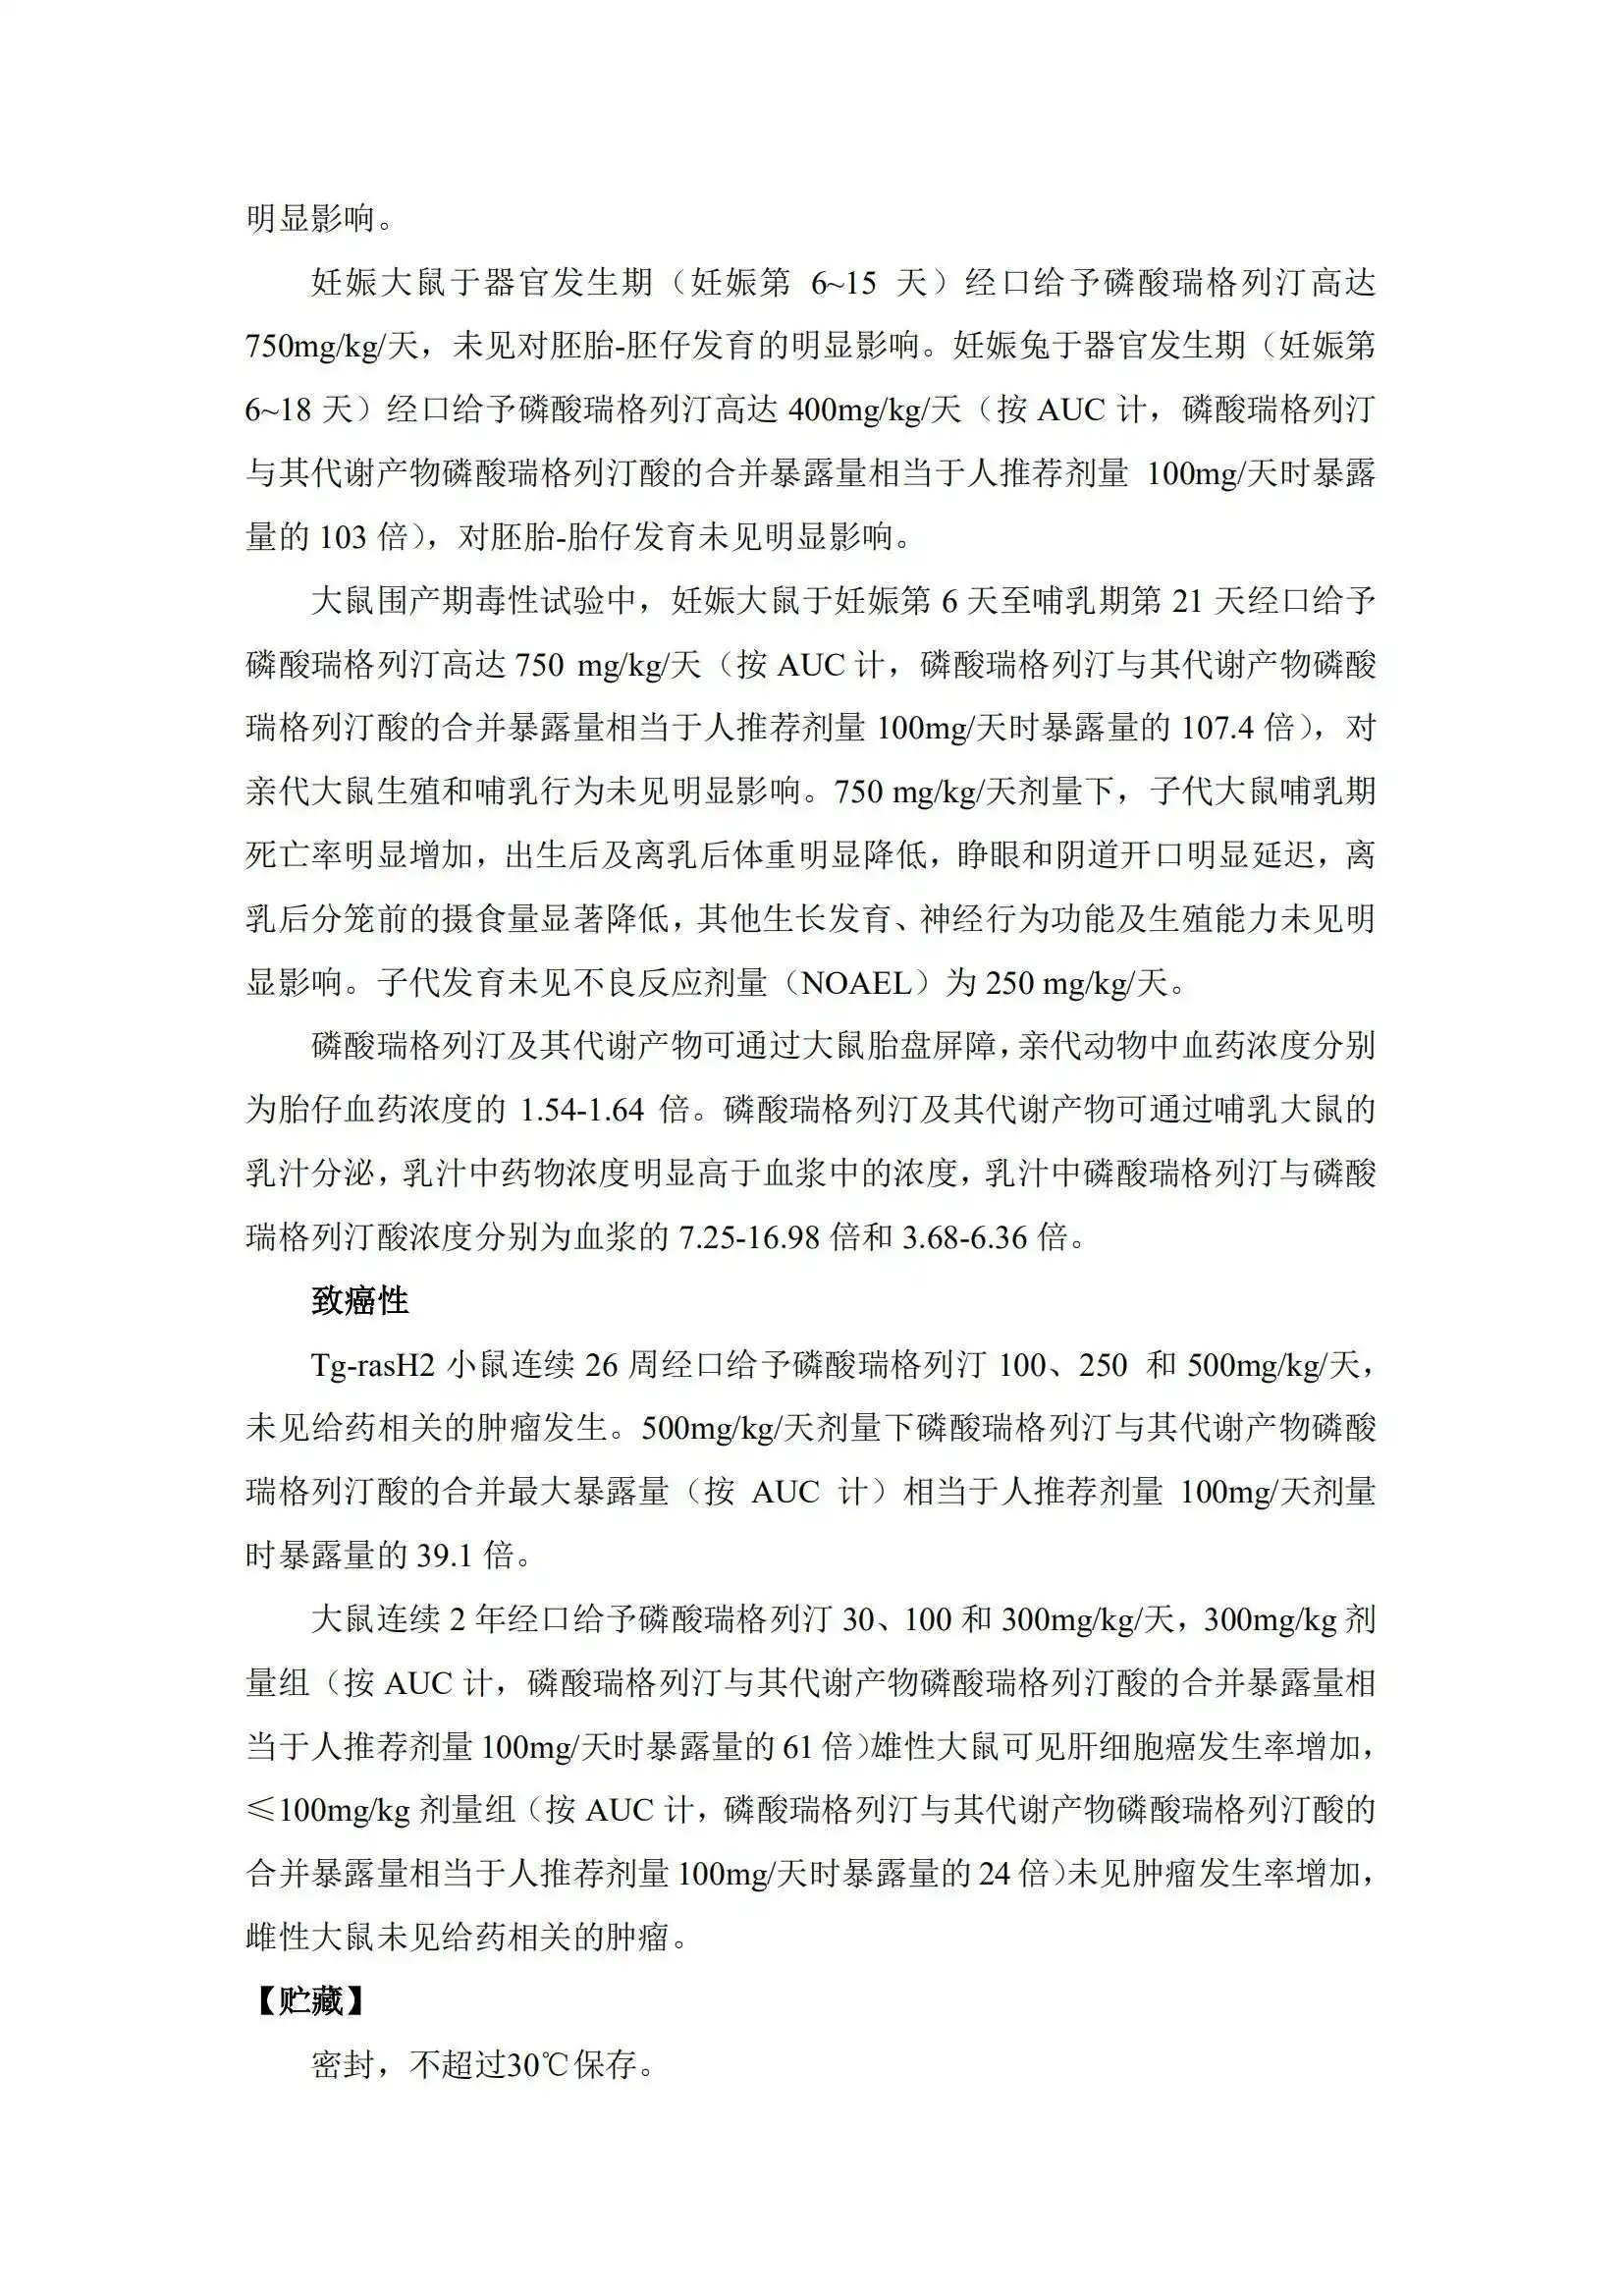 明显影响。
妊娠大鼠于器官发生期（妊娠第 6~15 天）经口给予磷酸瑞格列汀高达
750mg/kg/天，未见对胚胎-胚仔发育的明显影响。妊娠兔于器官发生期（妊娠第
6~18 天）经口给予磷酸瑞格列汀高达 400mg/kg/天（按 AUC 计，磷酸瑞格列汀
与其代谢产物磷酸瑞格列汀酸的合并暴露量相当于人推荐剂量 100mg/天时暴露
量的 103 倍），对胚胎-胎仔发育未见明显影响。
大鼠围产期毒性试验中，妊娠大鼠于妊娠第 6 天至哺乳期第 21 天经口给予
磷酸瑞格列汀高达 750 mg/kg/天（按 AUC 计，磷酸瑞格列汀与其代谢产物磷酸
瑞格列汀酸的合并暴露量相当于人推荐剂量 100mg/天时暴露量的 107.4 倍），对
亲代大鼠生殖和哺乳行为未见明显影响。750 mg/kg/天剂量下，子代大鼠哺乳期
死亡率明显增加，出生后及离乳后体重明显降低，睁眼和阴道开口明显延迟，离
乳后分笼前的摄食量显著降低，其他生长发育、神经行为功能及生殖能力未见明
显影响。子代发育未见不良反应剂量（NOAEL）为 250 mg/kg/天。
磷酸瑞格列汀及其代谢产物可通过大鼠胎盘屏障，亲代动物中血药浓度分别
为胎仔血药浓度的 1.54-1.64 倍。磷酸瑞格列汀及其代谢产物可通过哺乳大鼠的
乳汁分泌，乳汁中药物浓度明显高于血浆中的浓度，乳汁中磷酸瑞格列汀与磷酸
瑞格列汀酸浓度分别为血浆的 7.25-16.98 倍和 3.68-6.36 倍。
致癌性
Tg-rasH2 小鼠连续 26 周经口给予磷酸瑞格列汀 100、250 和 500mg/kg/天，
未见给药相关的肿瘤发生。500mg/kg/天剂量下磷酸瑞格列汀与其代谢产物磷酸
瑞格列汀酸的合并最大暴露量（按 AUC 计）相当于人推荐剂量 100mg/天剂量
时暴露量的 39.1 倍。
大鼠连续 2 年经口给予磷酸瑞格列汀 30、100 和 300mg/kg/天，300mg/kg 剂
量组（按 AUC 计，磷酸瑞格列汀与其代谢产物磷酸瑞格列汀酸的合并暴露量相
当于人推荐剂量 100mg/天时暴露量的 61 倍）雄性大鼠可见肝细胞癌发生率增加，
≤100mg/kg 剂量组（按 AUC 计，磷酸瑞格列汀与其代谢产物磷酸瑞格列汀酸的
合并暴露量相当于人推荐剂量 100mg/天时暴露量的 24 倍）未见肿瘤发生率增加，
雌性大鼠未见给药相关的肿瘤。
【贮藏】
密封，不超过30℃保存。